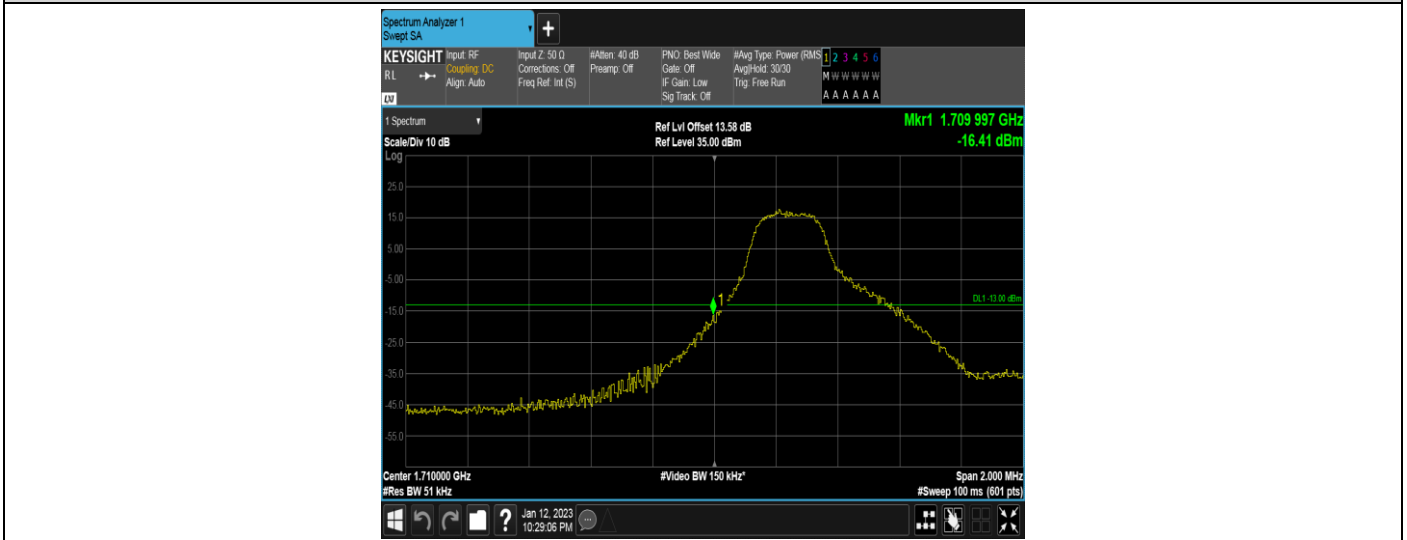 Spectrum Analyzer 1
Swept SA
+
KEYSIGHT
RL
LXI
Input: RF
Coupling: DC
Align: Auto
Input Z: 50 Ω
Corrections: Off
Freq Ref: Int (S)
#Atten: 40 dB
Preamp: Off
PNO: Best Wide
Gate: Off
IF Gain: Low
Sig Track: Off
#Avg Type: Power (RMS
Avg|Hold: 30/30
Trig: Free Run
1 2 3 4 5 6
M W W W W W
A A A A A A
1 Spectrum
Scale/Div 10 dB
Ref Lvl Offset 13.58 dB
Ref Level 35.00 dBm
Mkr1 1.709 997 GHz
-16.41 dBm
Log
25.0
15.0
5.00
-5.00
-15.0
-25.0
-35.0
-45.0
-55.0
1
DL1 -13.00 dBm
Center 1.710000 GHz
#Res BW 51 kHz
#Video BW 150 kHz*
Span 2.000 MHz
#Sweep 100 ms (601 pts)
?
Jan 12, 2023
10:29:06 PM